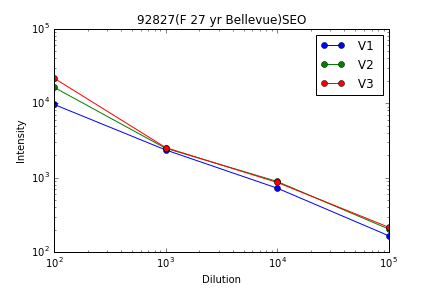 92827(F 27 yr Bellevue)SEO
10^5
10^4
10^3
10^2
Intensity
V1
V2
V3
10^2 10^3 10^4 10^5
Dilution